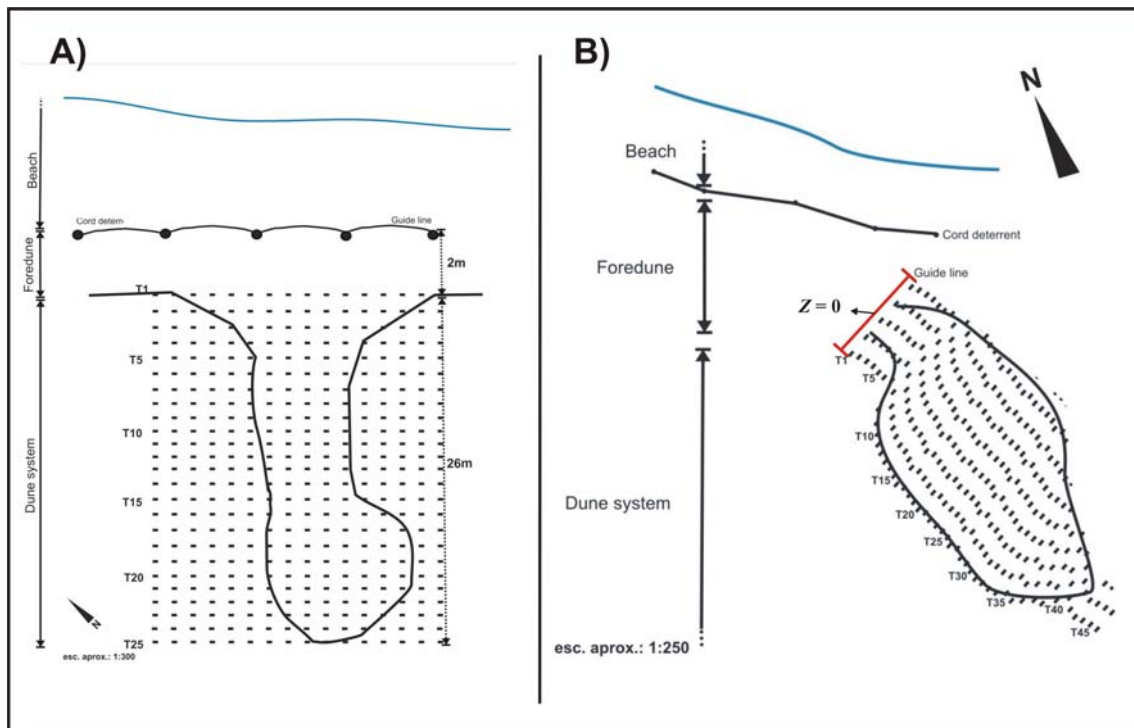 A)
Beach
Foredune
Dune system
Cord detern
Guide line
2m
26m
T1
T5
T10
T15
T20
T25
N
esc. aprox.: 1:300
B)
N
Beach
Cord deterrent
Foredune
Guide line
Z = 0
T1
T5
T10
T15
T20
T25
T30
T35
T40
T45
Dune system
esc. aprox.: 1:250